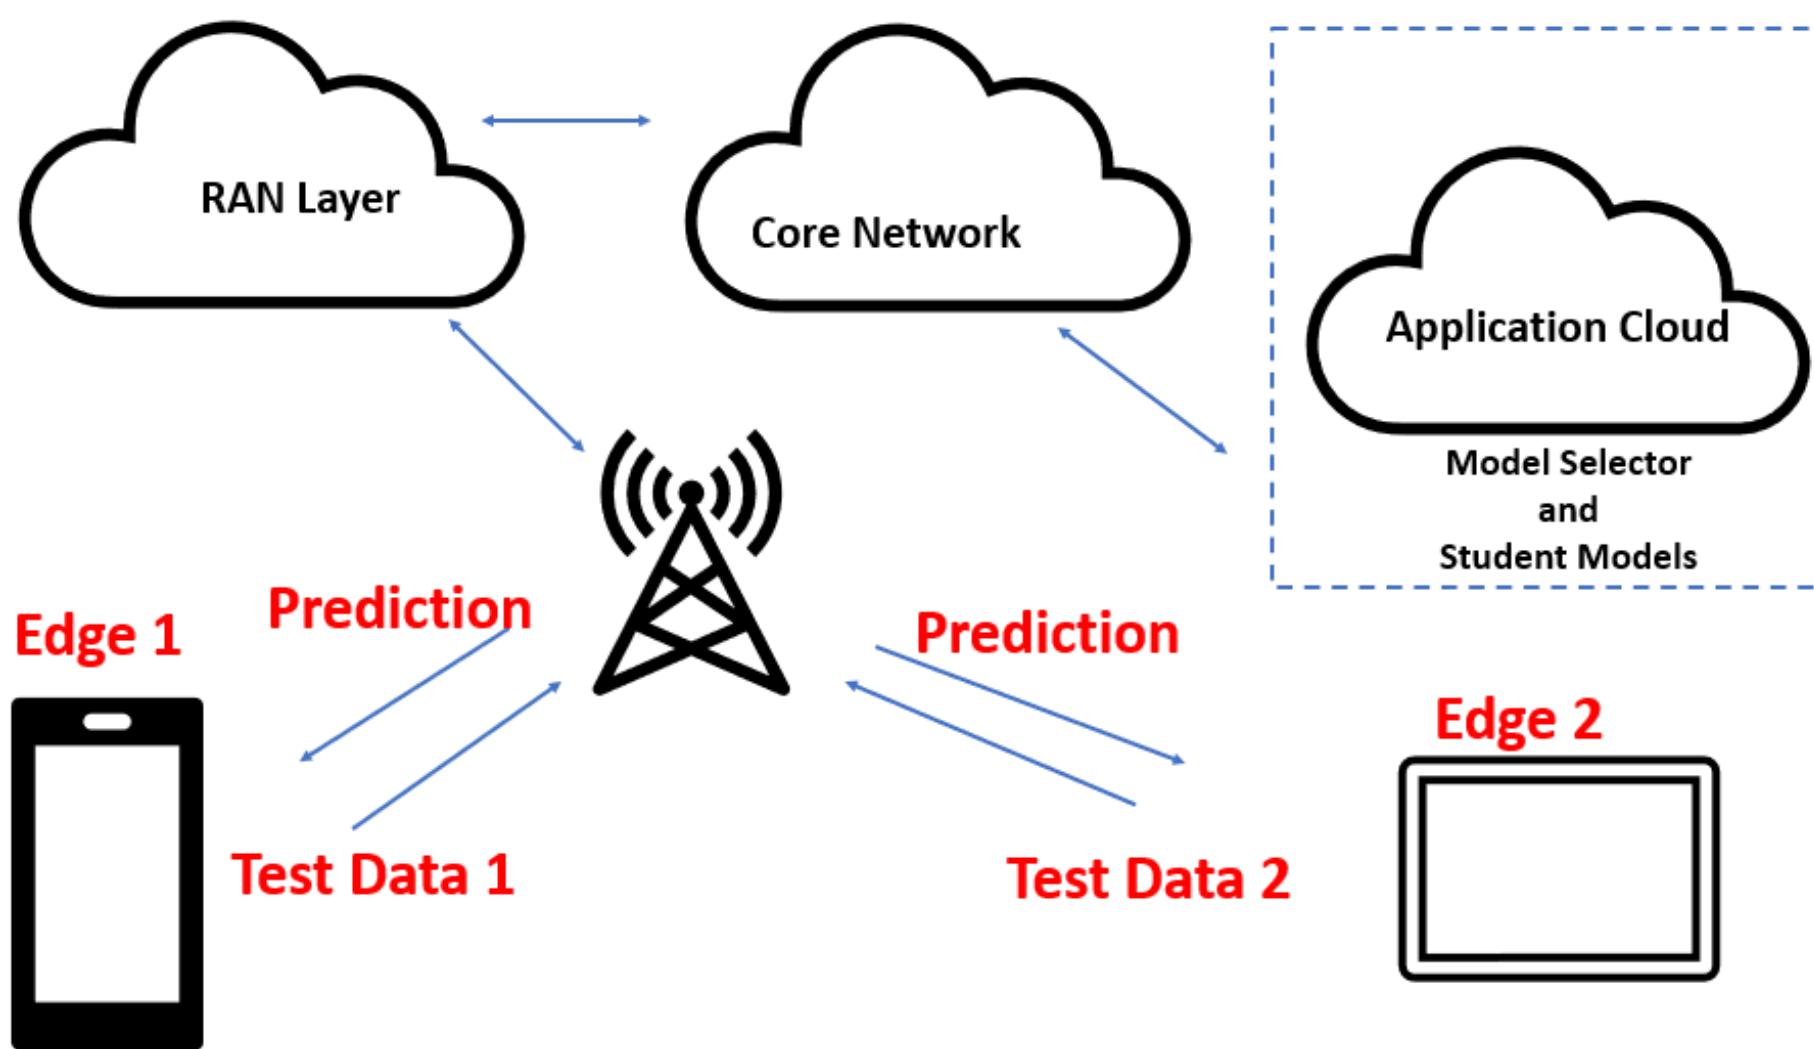 RAN Layer
Core Network
Application Cloud
Model Selector
and
Student Models
Prediction
Edge 1
Prediction
Edge 2
Test Data 1
Test Data 2